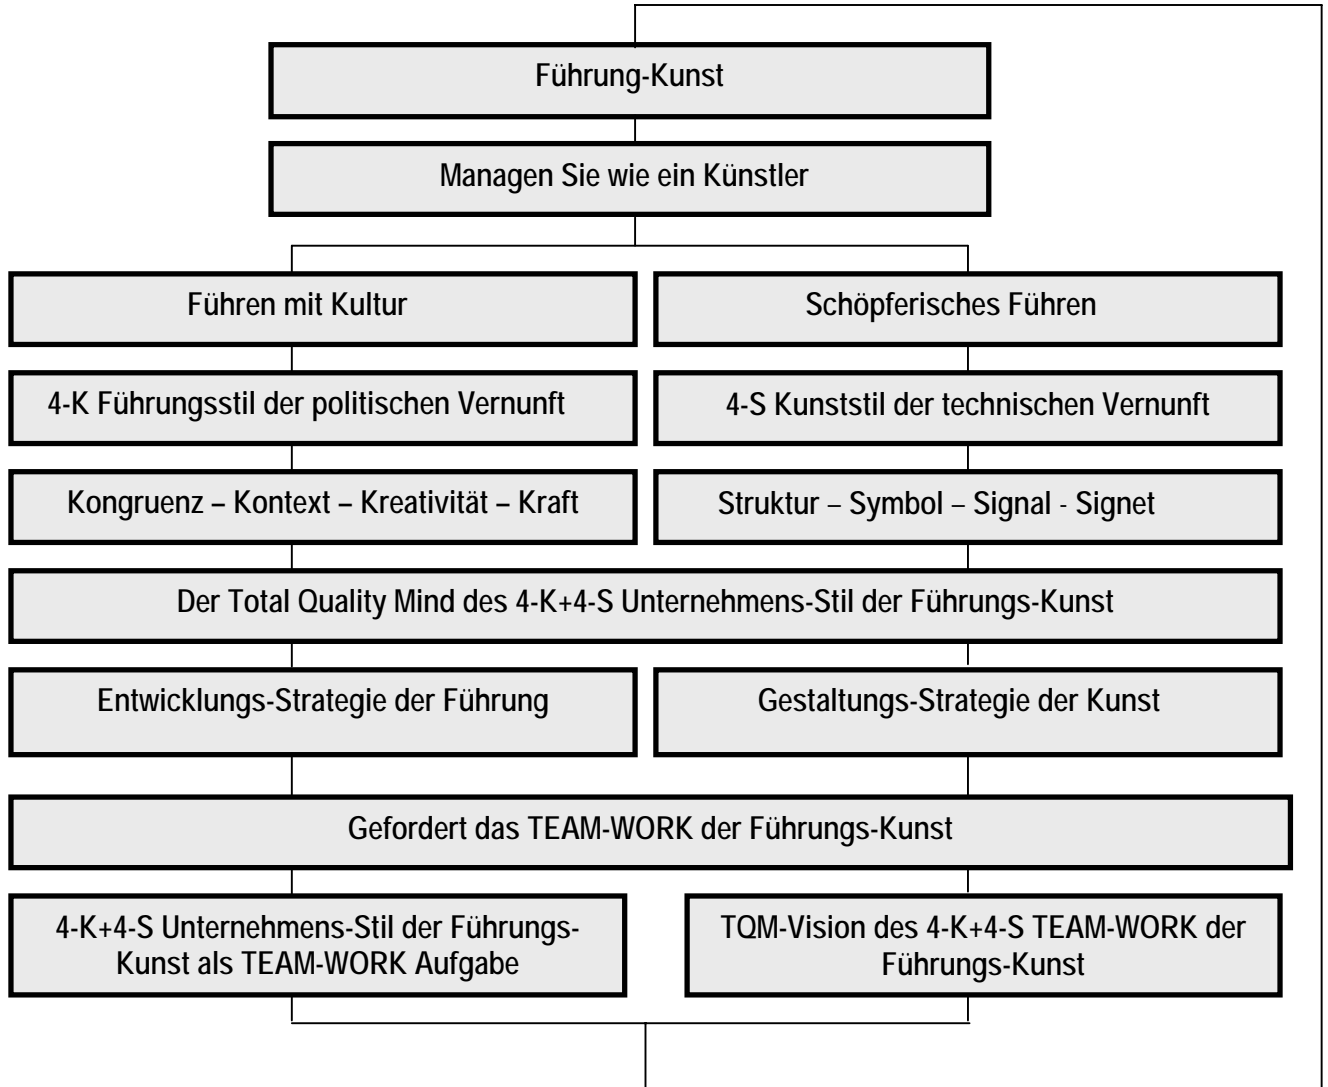 Führung-Kunst
Managen Sie wie ein Künstler
Führen mit Kultur
Schöpferisches Führen
4-K Führungsstil der politischen Vernunft
4-S Kunststil der technischen Vernunft
Kongruenz – Kontext – Kreativität – Kraft
Struktur – Symbol – Signal - Signet
Der Total Quality Mind des 4-K+4-S Unternehmens-Stil der Führungs-Kunst
Entwicklungs-Strategie der Führung
Gestaltungs-Strategie der Kunst
Gefordert das TEAM-WORK der Führungs-Kunst
4-K+4-S Unternehmens-Stil der Führungs-
Kunst als TEAM-WORK Aufgabe
TQM-Vision des 4-K+4-S TEAM-WORK der
Führungs-Kunst